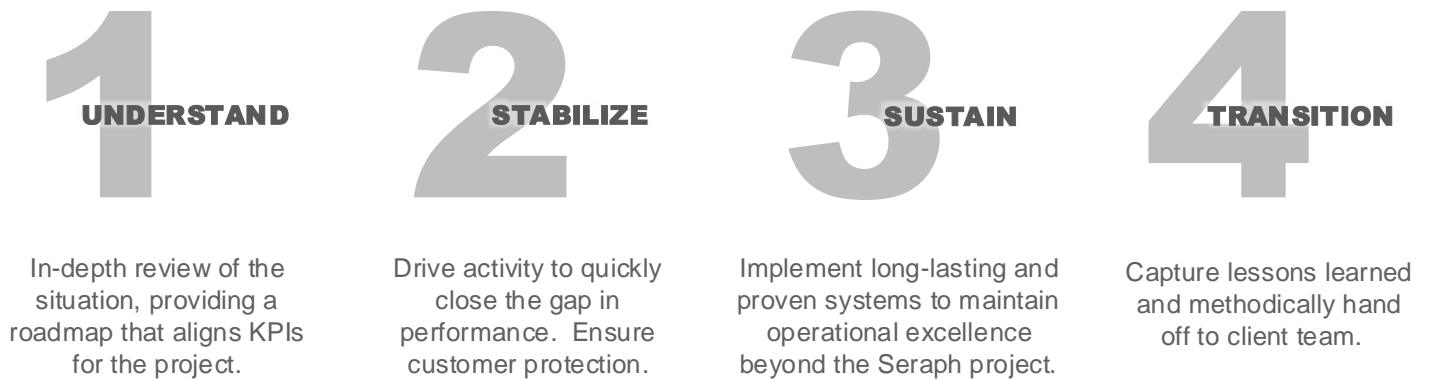 1
UNDERSTAND
In-depth review of the
situation, providing a
roadmap that aligns KPIs
for the project.
2
STABILIZE
Drive activity to quickly
close the gap in
performance.  Ensure
customer protection.
3
SUSTAIN
Implement long-lasting and
proven systems to maintain
operational excellence
beyond the Seraph project.
4
TRANSITION
Capture lessons learned
and methodically hand
off to client team.